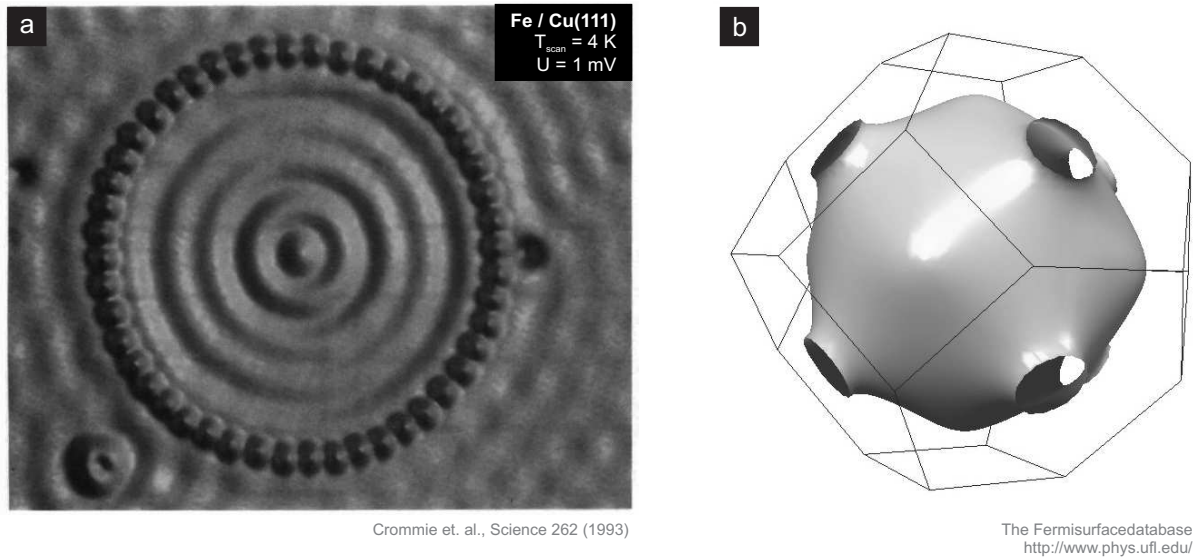 a
Fe / Cu(111)
Tscan = 4 K
U = 1 mV
b
Crommie et. al., Science 262 (1993)
The Fermisurfacedatabase
http://www.phys.ufl.edu/